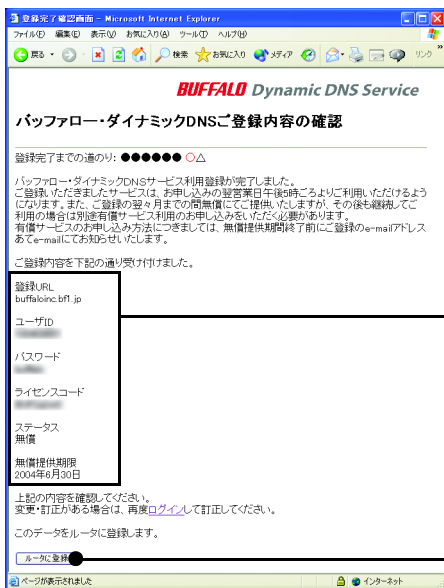 登録完了確認画面 - Microsoft Internet Explorer
ファイル(F) 編集(E) 表示(V) お気に入り(A) ツール(T) ヘルプ(H)
戻る 検索 お気に入り メディア リンク »
BUFFALO Dynamic DNS Service
バッファロー・ダイナミックDNSご登録内容の確認
登録完了までの道のり: ●●●●●● ○△
バッファロー・ダイナミックDNSサービス利用登録が完了しました。
ご登録いただきましたサービスは、お申し込みの翌営業日午後5時ごろよりご利用いただけるよう
になります。また、ご登録の翌々月までの間無償にてご提供いたしますが、その後も継続してご
利用の場合は別途有償サービス利用のお申し込みをいただく必要があります。
有償サービスのお申し込み方法につきましては、無償提供期間終了前にご登録のe-mailアドレス
あてe-mailにてお知らせいたします。
ご登録内容を下記の通り受け付けました。
登録URL
buffaloinc.bf1.jp
ユーザID
パスワード
ライセンスコード
ステータス
無償
無償提供期限
2004年6月30日
上記の内容を確認してください。
変更・訂正がある場合は、再度ログインして訂正してください。
このデータをルータに登録します。
ルータに登録
ページが表示されました インターネット